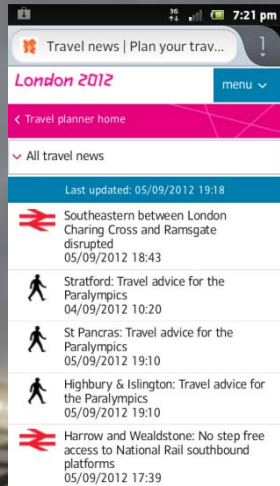 3G
7:21 pm
Travel news | Plan your trav...
1
London 2012
menu
Travel planner home
All travel news
Last updated: 05/09/2012 19:18
Southeastern between London
Charing Cross and Ramsgate
disrupted
05/09/2012 18:43
Stratford: Travel advice for the
Paralympics
04/09/2012 10:20
St Pancras: Travel advice for the
Paralympics
05/09/2012 19:10
Highbury & Islington: Travel advice for
the Paralympics
05/09/2012 19:10
Harrow and Wealdstone: No step free
access to National Rail southbound
platforms
05/09/2012 17:39